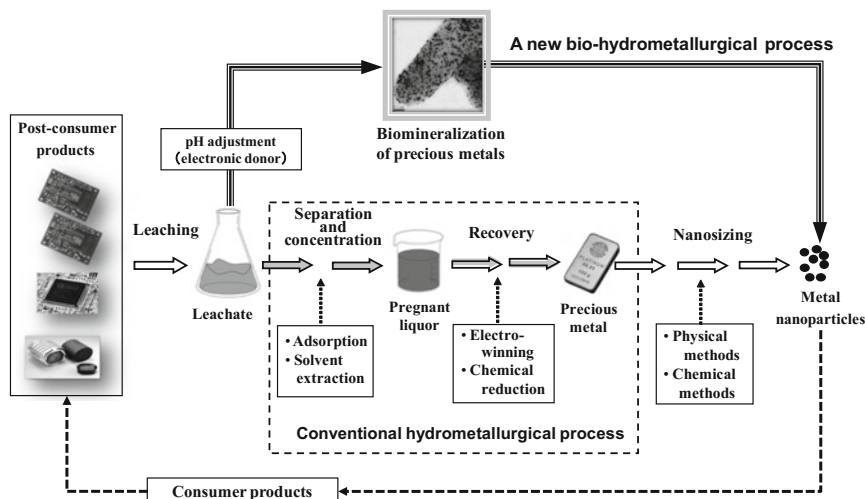 A new bio-hydrometallurgical process
Post-consumer
products
pH adjustment
(electronic donor)
Biomineralization
of precious metals
Leaching
Separation
and
concentration
Recovery
Nanosizing
Leachate
Pregnant
liquor
PLATINUM
Precious
metal
Metal
nanoparticles
• Adsorption
• Solvent
extraction
• Electro-
winning
• Chemical
reduction
• Physical
methods
• Chemical
methods
Conventional hydrometallurgical process
Consumer products